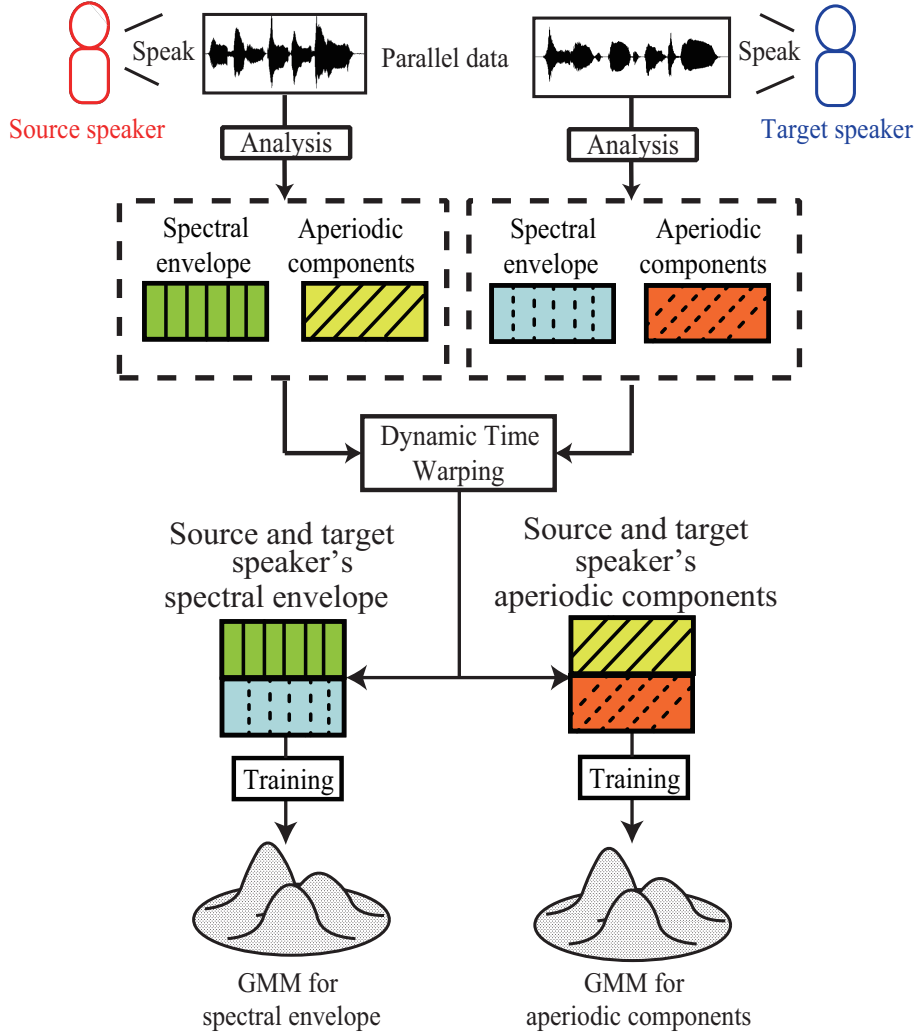 Speak
Parallel data
Speak
Source speaker
Target speaker
Analysis
Analysis
Spectral
envelope
Aperiodic
components
Spectral
envelope
Aperiodic
components
Dynamic Time
Warping
Source and target
speaker's
spectral envelope
Source and target
speaker's
aperiodic components
Training
Training
GMM for
spectral envelope
GMM for
aperiodic components